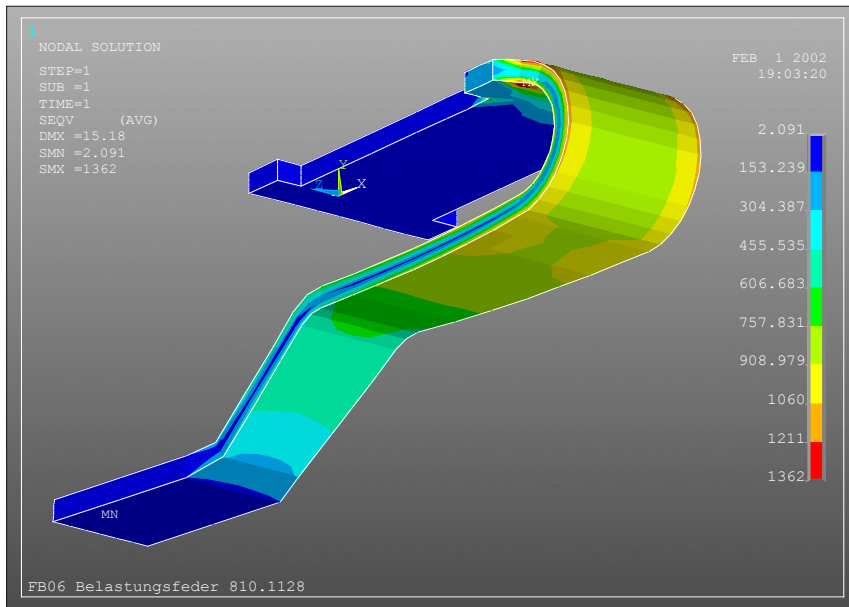 1
NODAL SOLUTION
STEP=1
SUB =1
TIME=1
SEQV     (AVG)
DMX =15.18
SMN =2.091
SMX =1362
FEB  1 2002
19:03:20
MX
Y
Z
X
MN
2.091
153.239
304.387
455.535
606.683
757.831
908.979
1060
1211
1362
FB06 Belastungsfeder 810.1128